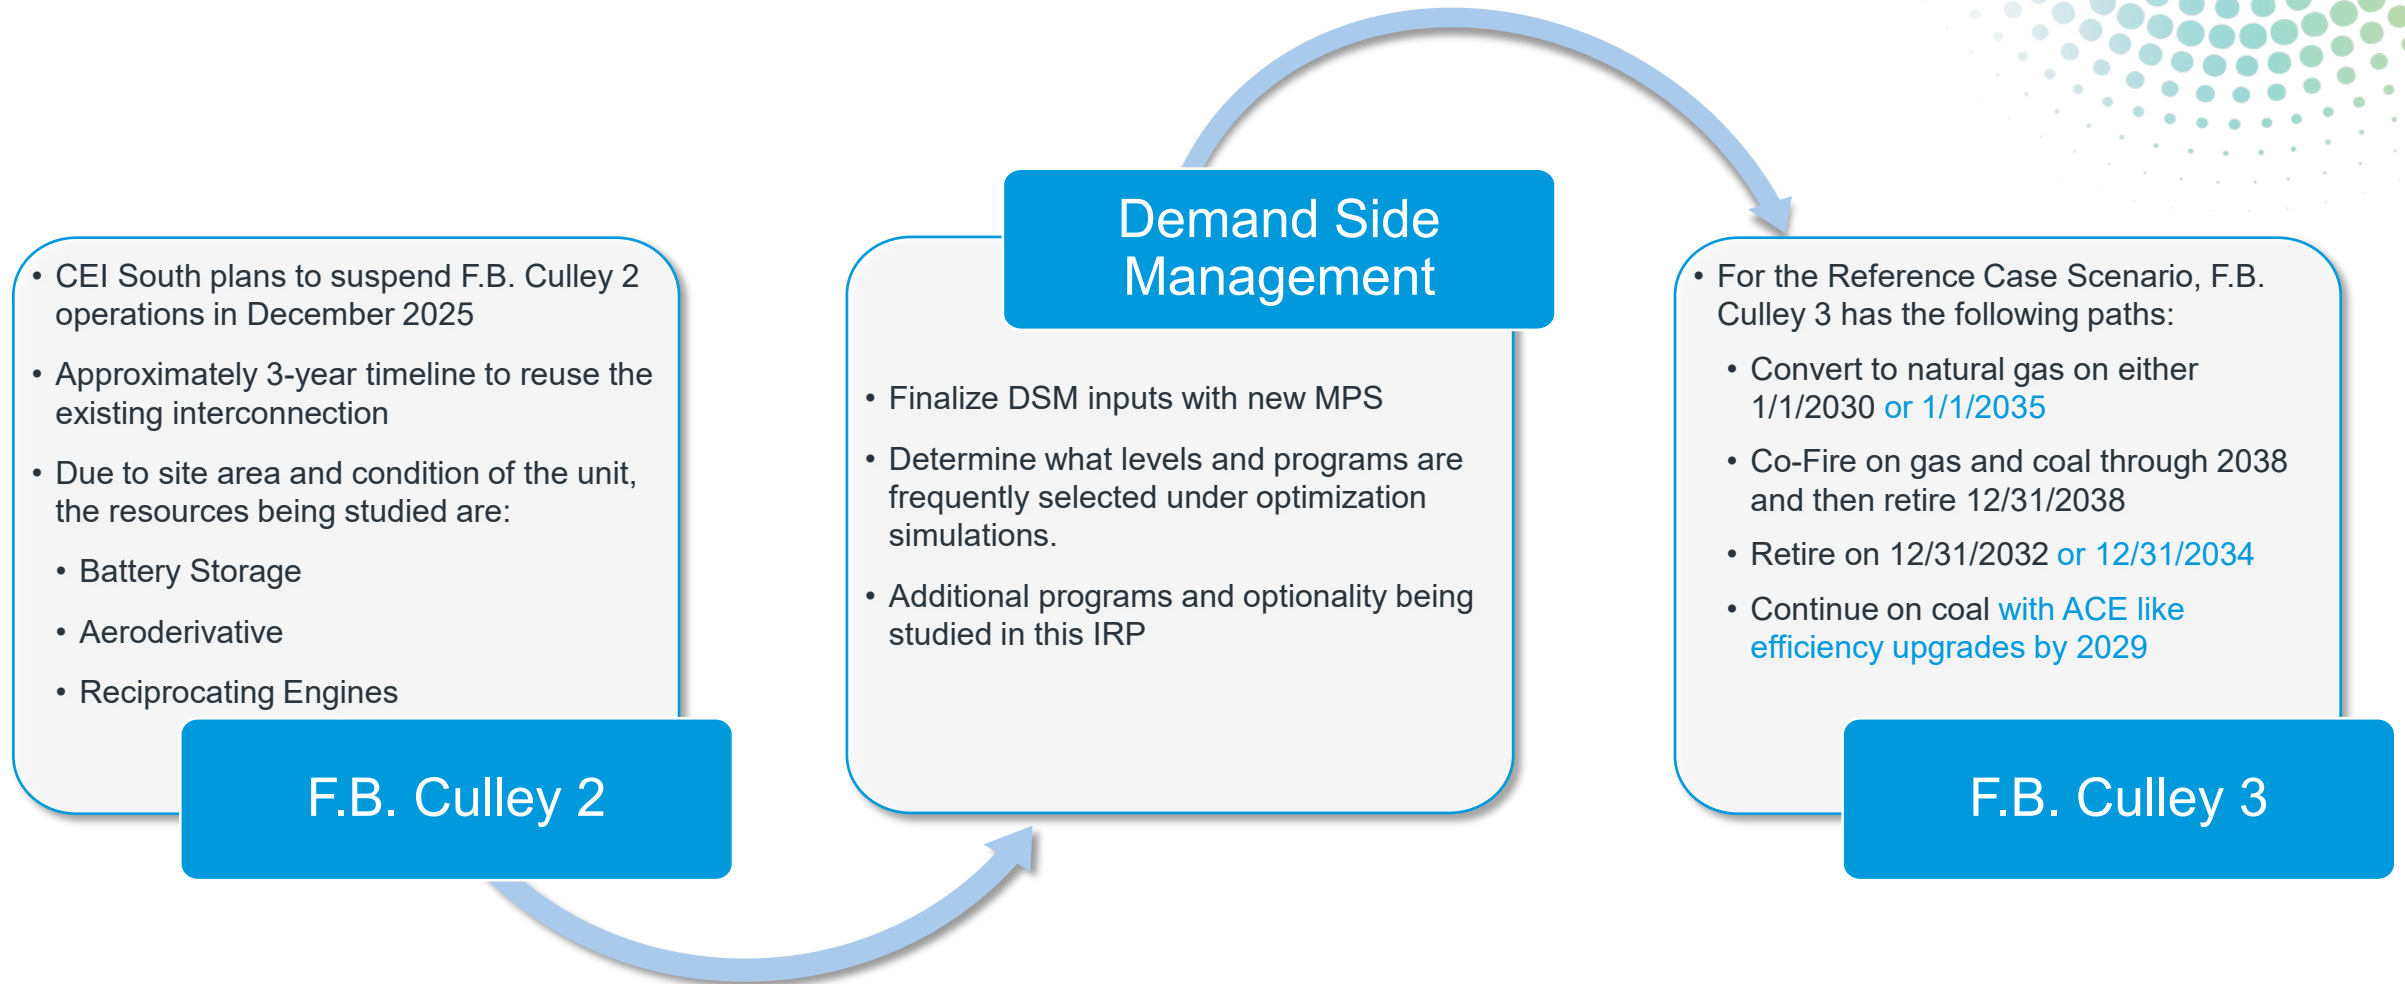 • CEI South plans to suspend F.B. Culley 2
operations in December 2025
• Approximately 3-year timeline to reuse the
existing interconnection
• Due to site area and condition of the unit,
the resources being studied are:
• Battery Storage
• Aeroderivative
• Reciprocating Engines
F.B. Culley 2
Demand Side
Management
• Finalize DSM inputs with new MPS
• Determine what levels and programs are
frequently selected under optimization
simulations.
• Additional programs and optionality being
studied in this IRP
• For the Reference Case Scenario, F.B.
Culley 3 has the following paths:
• Convert to natural gas on either
1/1/2030 or 1/1/2035
• Co-Fire on gas and coal through 2038
and then retire 12/31/2038
• Retire on 12/31/2032 or 12/31/2034
• Continue on coal with ACE like
efficiency upgrades by 2029
F.B. Culley 3